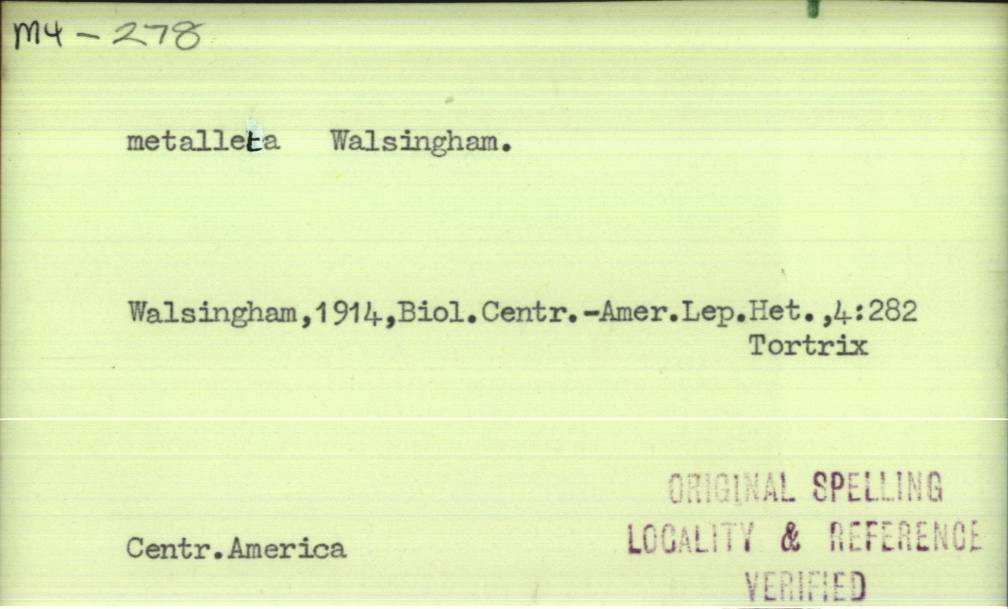 M4 - 278
metalleta Walsingham.
Walsingham,1914,Biol.Centr.-Amer.Lep.Het.,4:282
Tortrix
ORIGINAL SPELLING
LOCALITY & REFERENCE
VERIFIED
Centr.America